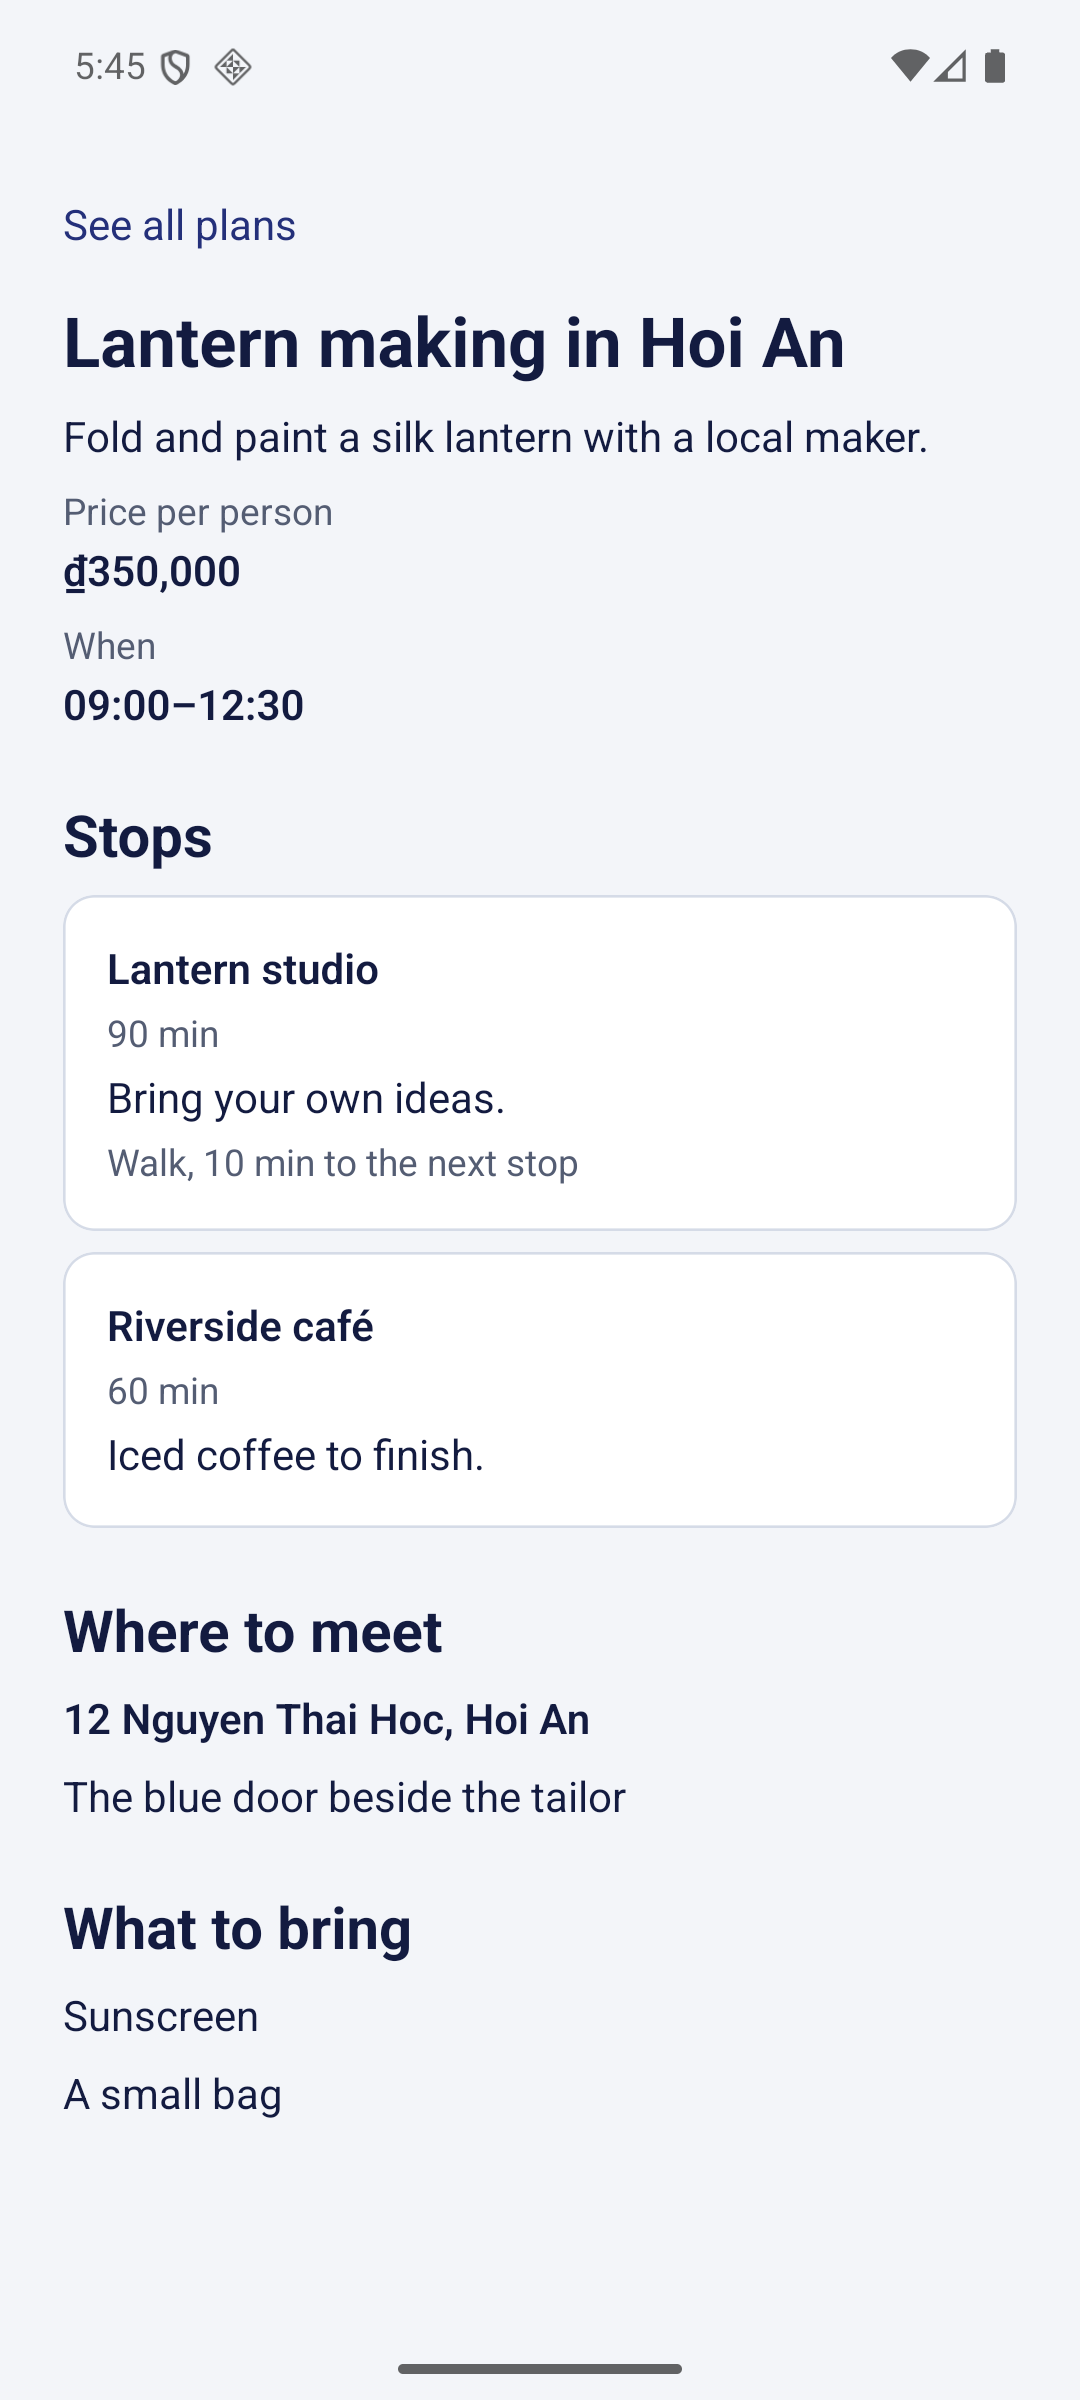 5:45
See all plans
Lantern making in Hoi An
Fold and paint a silk lantern with a local maker.
Price per person
₫350,000
When
09:00–12:30
Stops
Lantern studio
90 min
Bring your own ideas.
Walk, 10 min to the next stop
Riverside café
60 min
Iced coffee to finish.
Where to meet
12 Nguyen Thai Hoc, Hoi An
The blue door beside the tailor
What to bring
Sunscreen
A small bag